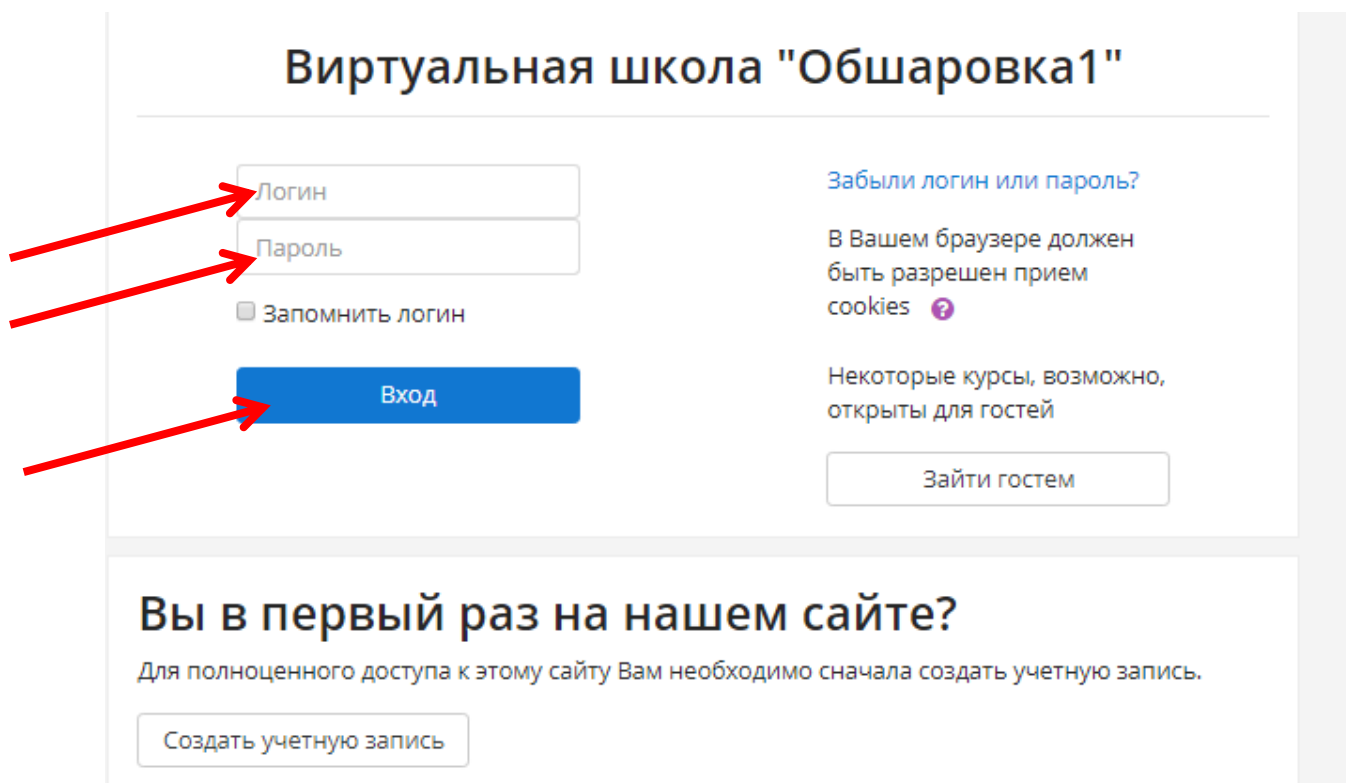 Виртуальная школа "Обшаровка1"
Логин
Пароль
Запомнить логин
Вход
Забыли логин или пароль?
В Вашем браузере должен
быть разрешен прием
cookies ?
Некоторые курсы, возможно,
открыты для гостей
Зайти гостем
Вы в первый раз на нашем сайте?
Для полноценного доступа к этому сайту Вам необходимо сначала создать учетную запись.
Создать учетную запись